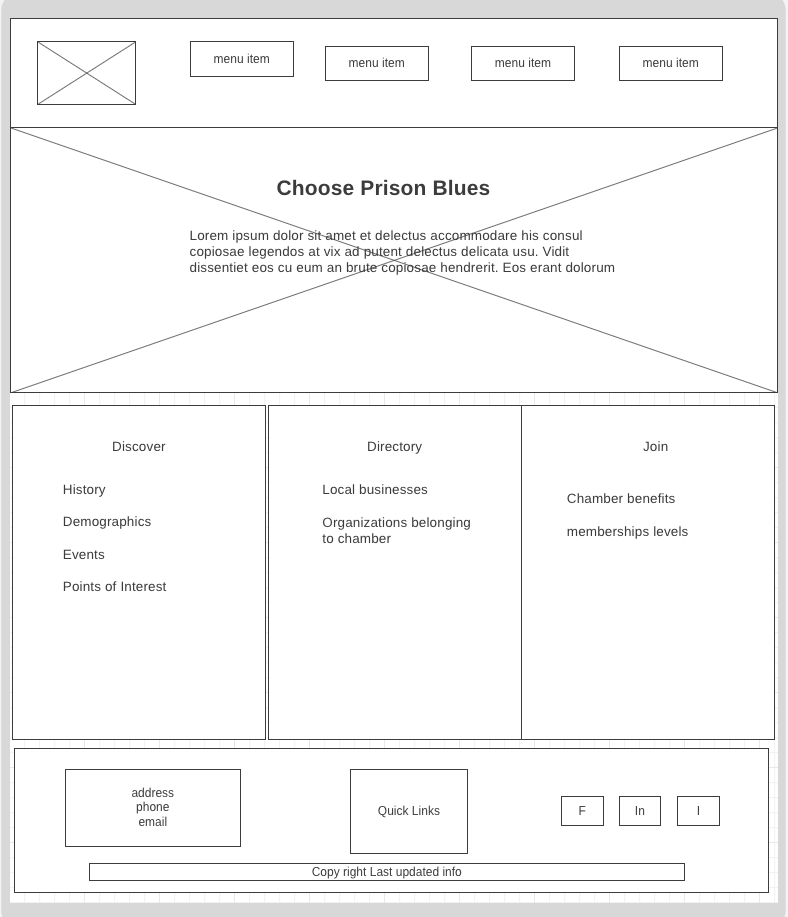 menu item
menu item
menu item
menu item
Choose Prison Blues
Lorem ipsum dolor sit amet et delectus accommodare his consul
copiosae legendos at vix ad putent delectus delicata usu. Vidit
dissentiet eos cu eum an brute copiosae hendrerit. Eos erant dolorum
Discover
History
Demographics
Events
Points of Interest
Directory
Local businesses
Organizations belonging
to chamber
Join
Chamber benefits
memberships levels
address
phone
email
Quick Links
F
In
I
Copy right Last updated info